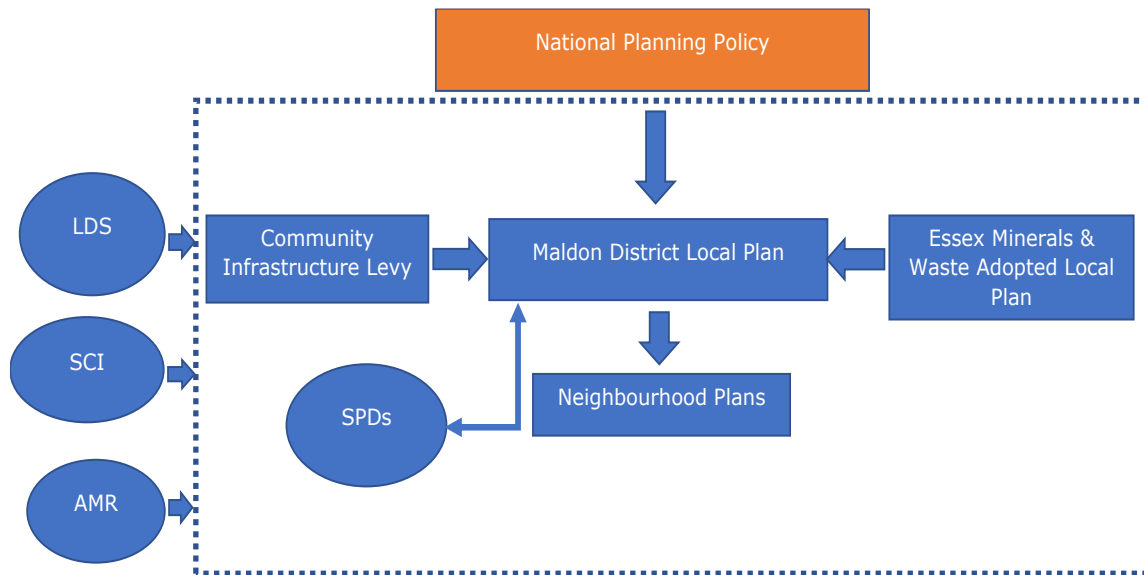 National Planning Policy
LDS
Community
Infrastructure Levy
Maldon District Local Plan
Essex Minerals &
Waste Adopted Local
Plan
SCI
SPDs
Neighbourhood Plans
AMR